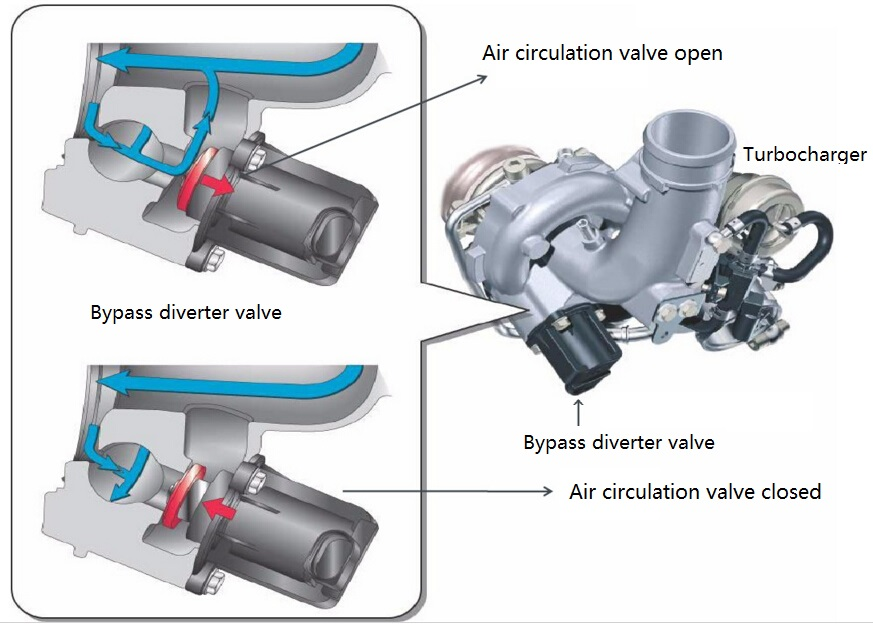 Air circulation valve open
Turbocharger
Bypass diverter valve
Bypass diverter valve
Air circulation valve closed